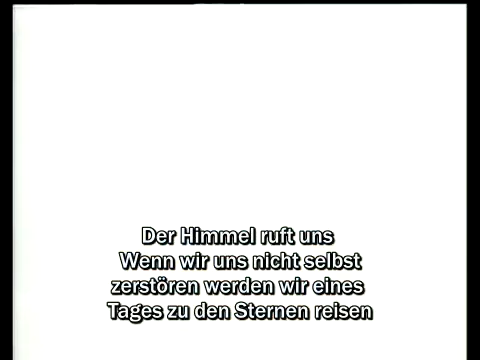 Der Himmel ruft uns
Wenn wir uns nicht selbst
zerstören werden wir eines
Tages zu den Sternen reisen